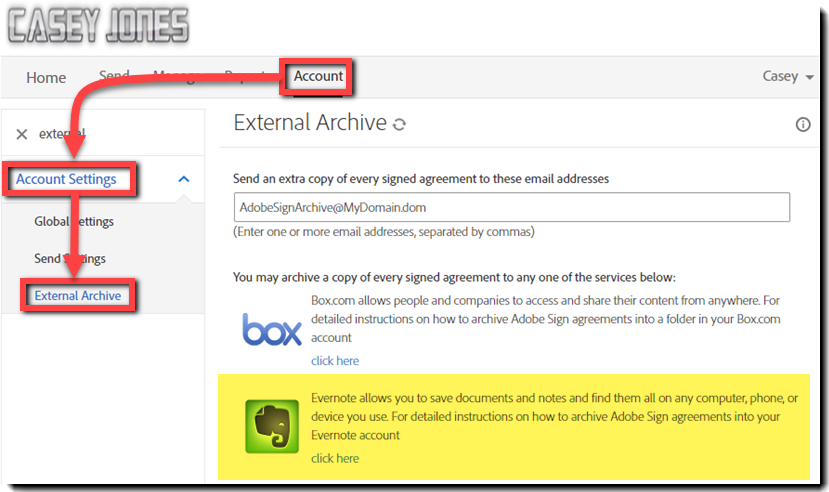 CASEY JONES
Home Send Manage Account Casey
External Archive
external
Account Settings
Send an extra copy of every signed agreement to these email addresses
AdobeSignArchive@MyDomain.dom
Global Settings
(Enter one or more email addresses, separated by commas)
Send Settings
You may archive a copy of every signed agreement to any one of the services below:
External Archive
Box.com allows people and companies to access and share their content from anywhere. For
detailed instructions on how to archive Adobe Sign agreements into a folder in your Box.com
account
box
click here
Evernote allows you to save documents and notes and find them all on any computer, phone, or
device you use. For detailed instructions on how to archive Adobe Sign agreements into your
Evernote account
click here